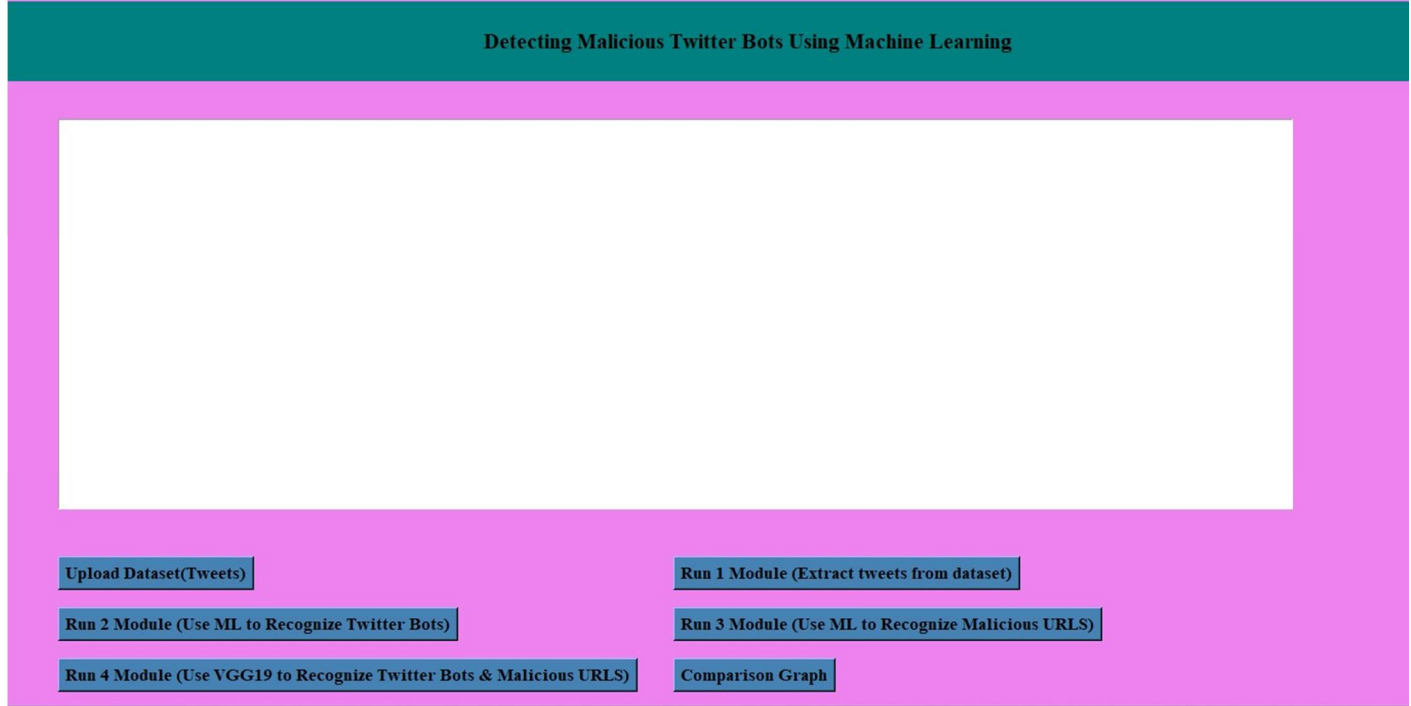 Detecting Malicious Twitter Bots Using Machine Learning
Upload Dataset(Tweets)
Run 1 Module (Extract tweets from dataset)
Run 2 Module (Use ML to Recognize Twitter Bots)
Run 3 Module (Use ML to Recognize Malicious URLS)
Run 4 Module (Use VGG19 to Recognize Twitter Bots & Malicious URLS)
Comparison Graph